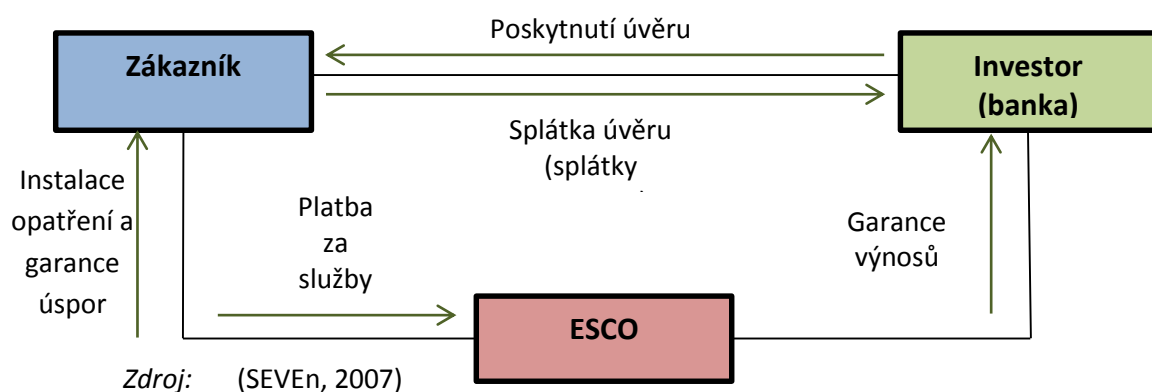 Poskytnutí úvěru
Zákazník
Investor
(banka)
Splátka úvěru
(splátky
Instalace
opatření a
garance
úspor
Platba
za
služby
Garance
výnosů
ESCO
Zdroj: (SEVEn, 2007)